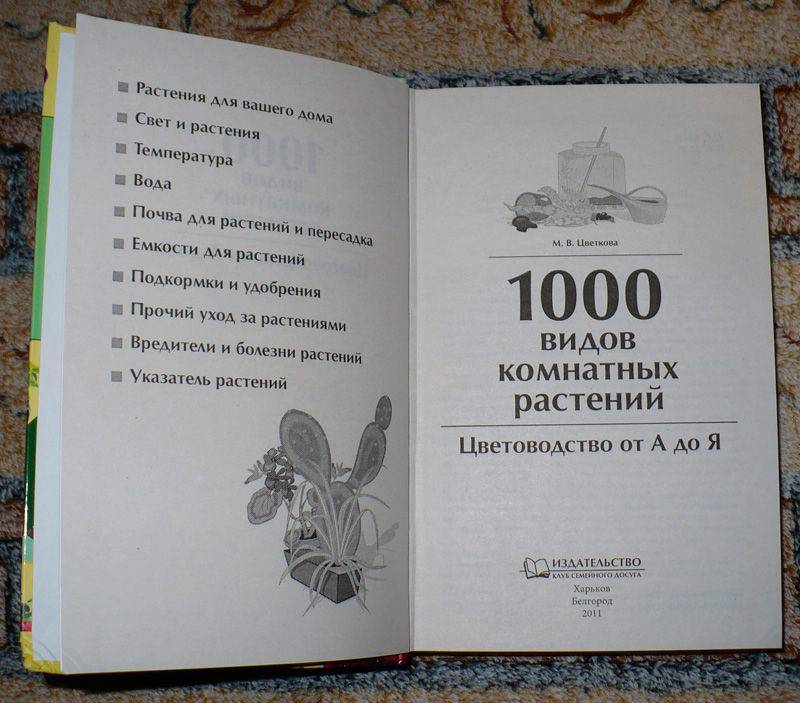 Растения для вашего дома
Свет и растения
Температура
Вода
Почва для растений и пересадка
Емкости для растений
Подкормки и удобрения
Прочий уход за растениями
Вредители и болезни растений
Указатель растений
М. В. Цветкова
1000
видов
комнатных
растений
Цветоводство от А до Я
ИЗДАТЕЛЬСТВО
КЛУБ СЕМЕЙНОГО ДОСУГА
Харьков
Белгород
2011